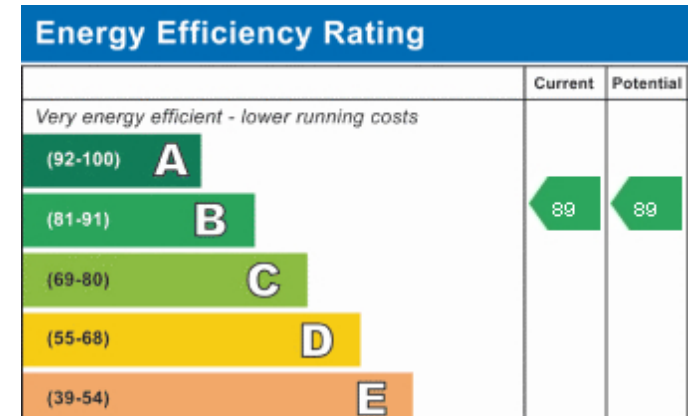 Energy Efficiency Rating
Current Potential
Very energy efficient - lower running costs
(92-100) A
(81-91) B 89 89
(69-80) C
(55-68) D
(39-54) E